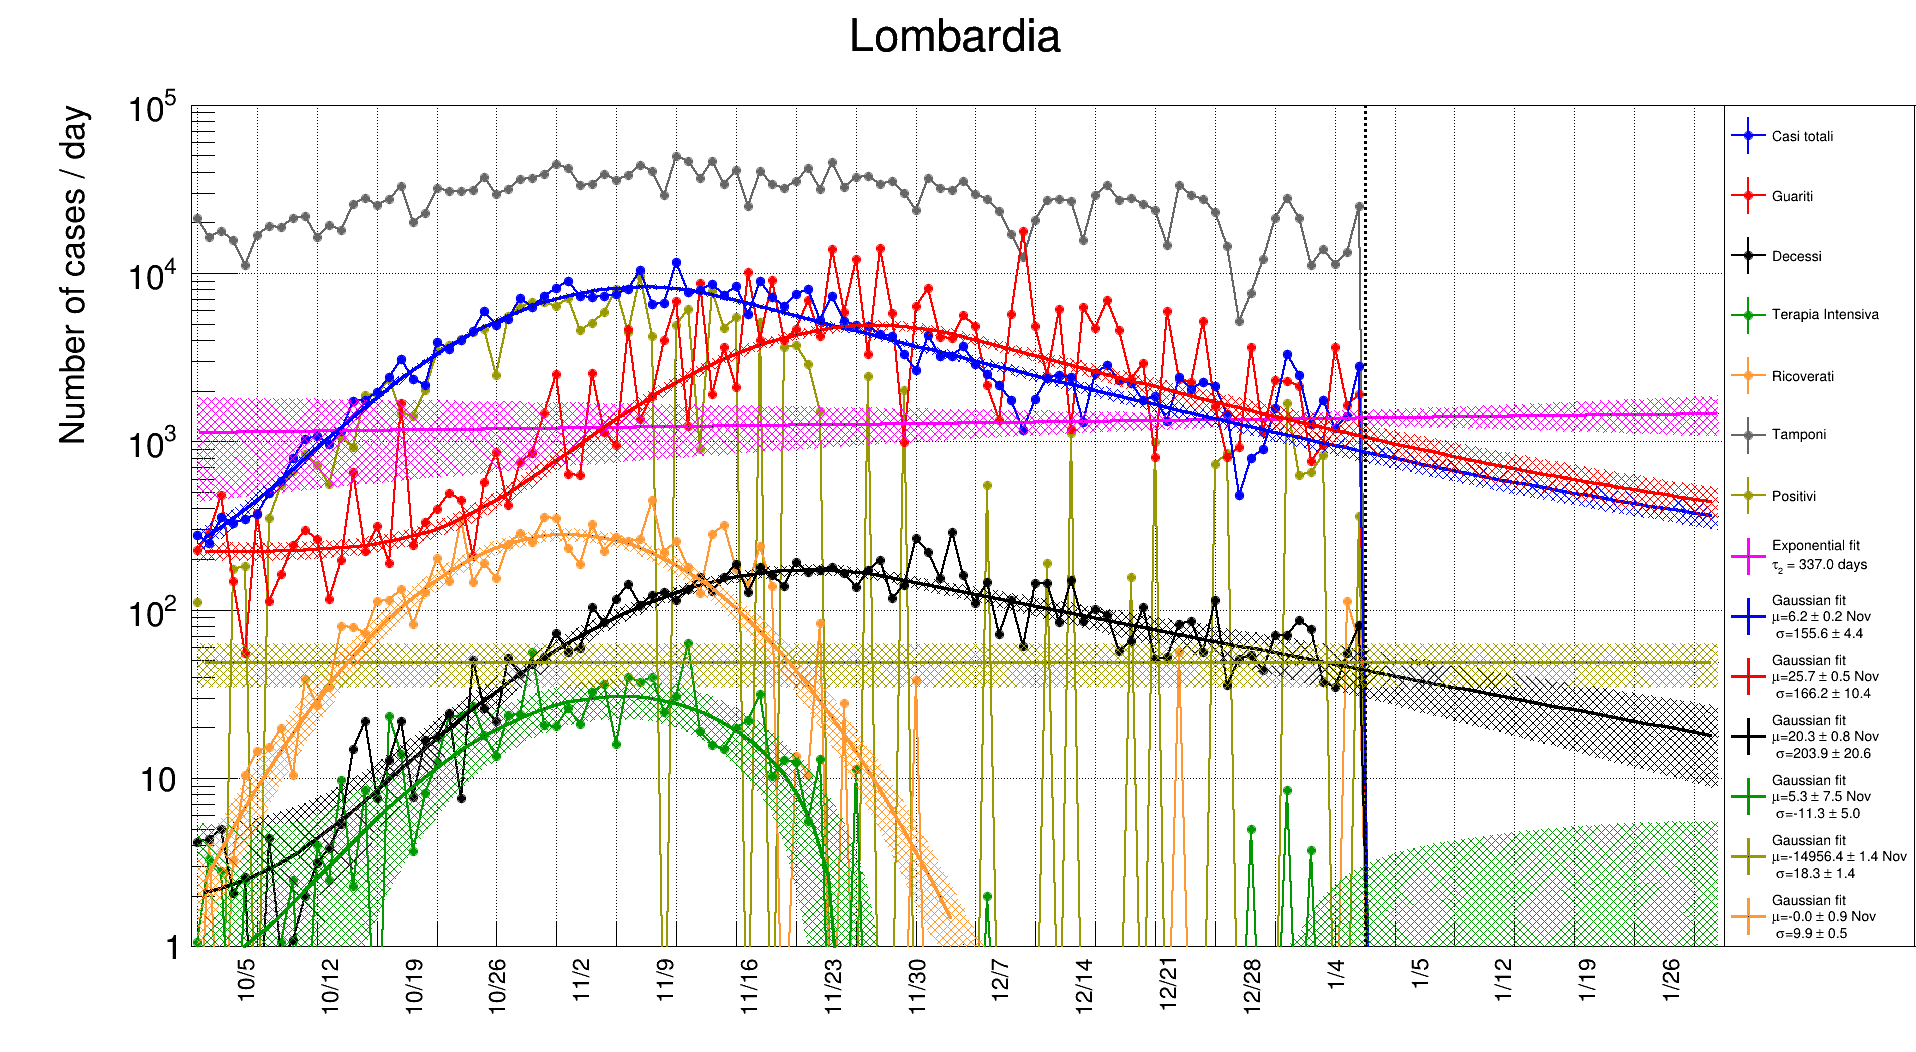 Lombardia
Number of cases / day
10^5
10^4
10^3
10^2
10
1
10/5
10/12
10/19
10/26
11/2
11/9
11/16
11/23
11/30
12/7
12/14
12/21
12/28
1/4
1/5
1/12
1/19
1/26
Casi totali
Guariti
Decessi
Terapia Intensiva
Ricoverati
Tamponi
Positivi
Exponential fit
τ₂ = 337.0 days
Gaussian fit
μ=6.2 ± 0.2 Nov
σ=155.6 ± 4.4
Gaussian fit
μ=25.7 ± 0.5 Nov
σ=166.2 ± 10.4
Gaussian fit
μ=20.3 ± 0.8 Nov
σ=203.9 ± 20.6
Gaussian fit
μ=5.3 ± 7.5 Nov
σ=-11.3 ± 5.0
Gaussian fit
μ=-14956.4 ± 1.4 Nov
σ=18.3 ± 1.4
Gaussian fit
μ=-0.0 ± 0.9 Nov
σ=9.9 ± 0.5